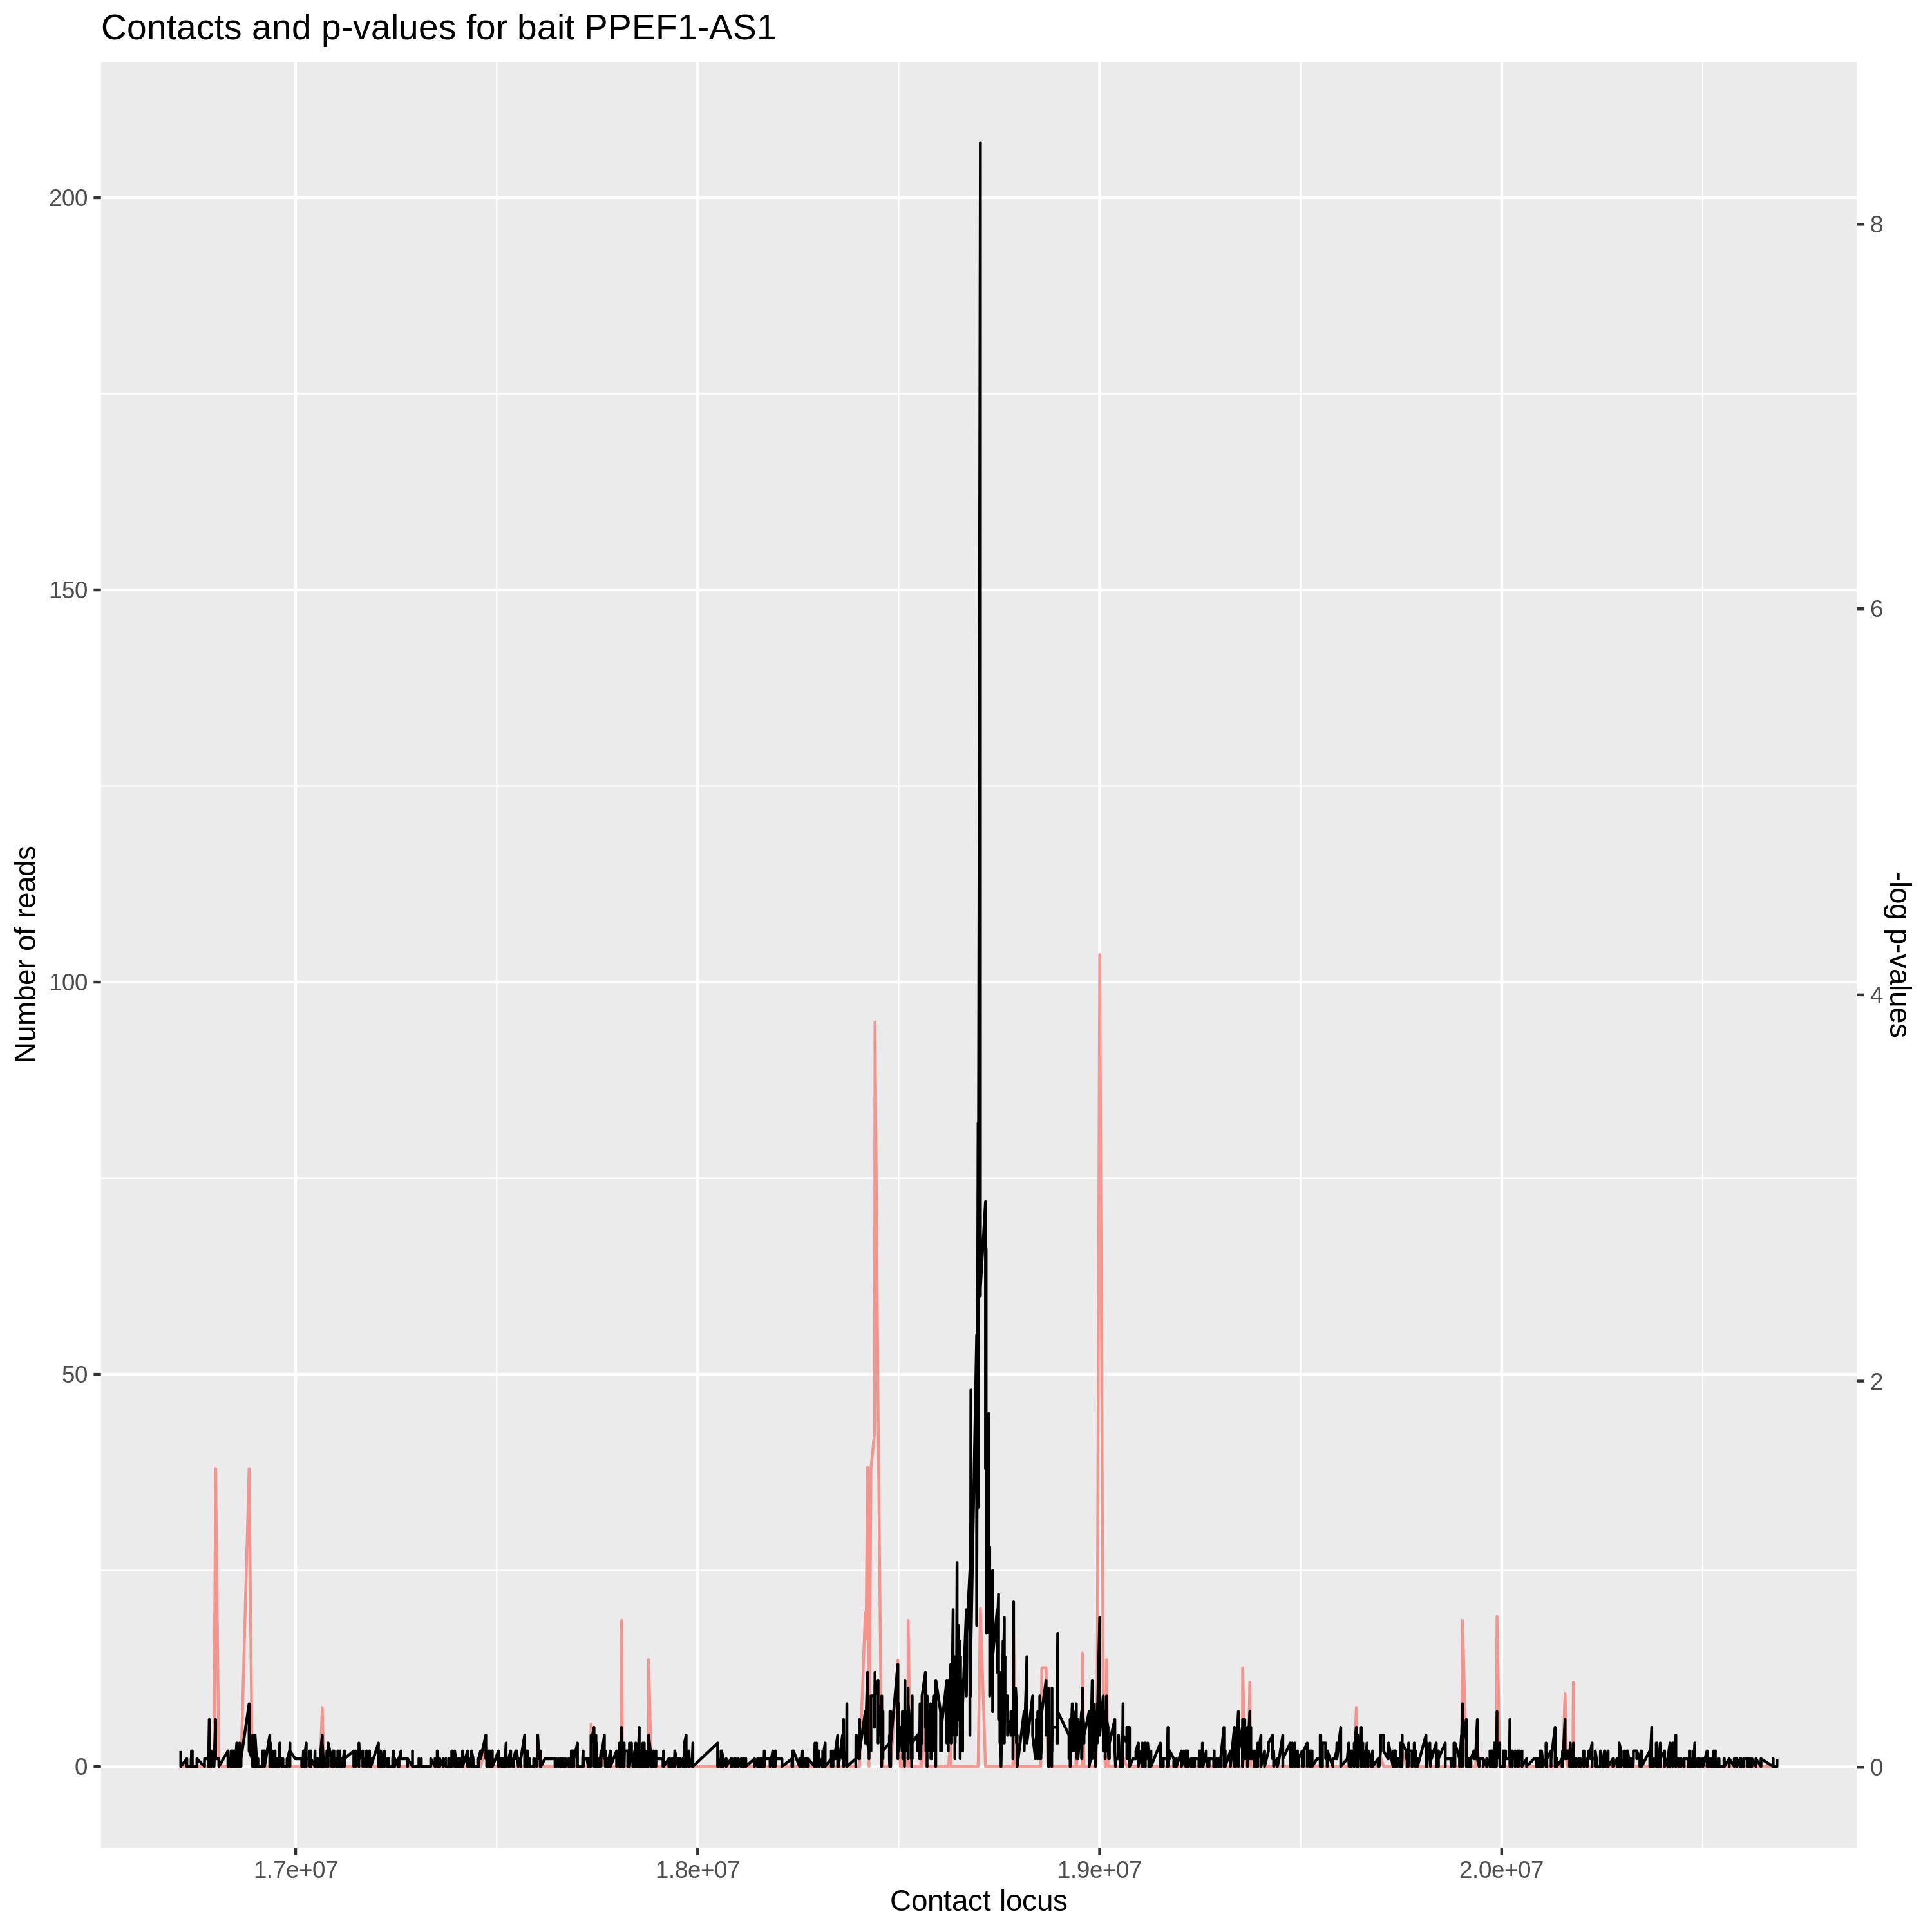 Contacts and p-values for bait PPEF1-AS1
200
150
100
50
0
Number of reads
8
6
4
2
0
-log p-values
1.7e+07
1.8e+07
1.9e+07
2.0e+07
Contact locus